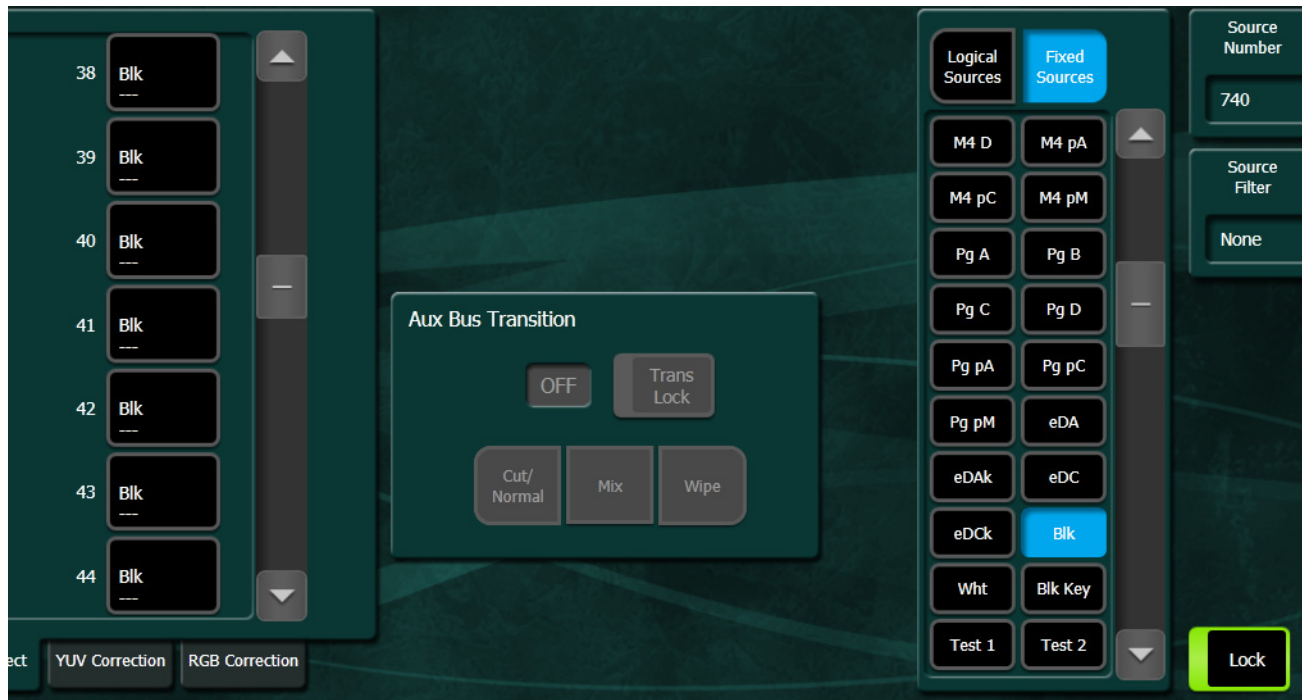 38 Blk
---
39 Blk
---
40 Blk
---
41 Blk
---
42 Blk
---
43 Blk
---
44 Blk
---
ect YUV Correction RGB Correction
Aux Bus Transition
OFF
Trans
Lock
Cut/
Normal
Mix
Wipe
Logical
Sources
Fixed
Sources
M4 D M4 pA
M4 pC M4 pM
Pg A Pg B
Pg C Pg D
Pg pA Pg pC
Pg pM eDA
eDAk eDC
eDCk Blk
Wht Blk Key
Test 1 Test 2
Source
Number
740
Source
Filter
None
Lock